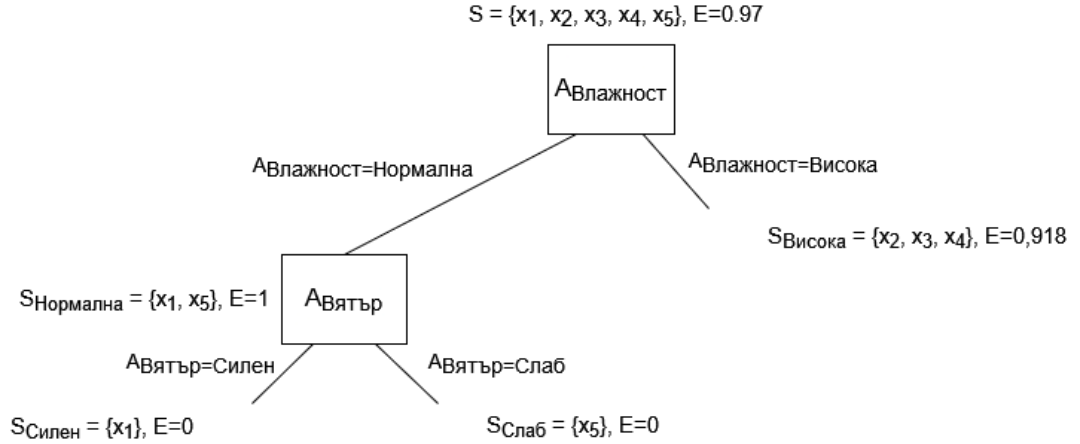 S = {x1, x2, x3, x4, x5}, E=0.97
AВлажност
AВлажност=Нормална
AВлажност=Висока
SВисока = {x2, x3, x4}, E=0,918
SНормална = {x1, x5}, E=1
AВятър
AВятър=Силен
AВятър=Слаб
SСилен = {x1}, E=0
SСлаб = {x5}, E=0